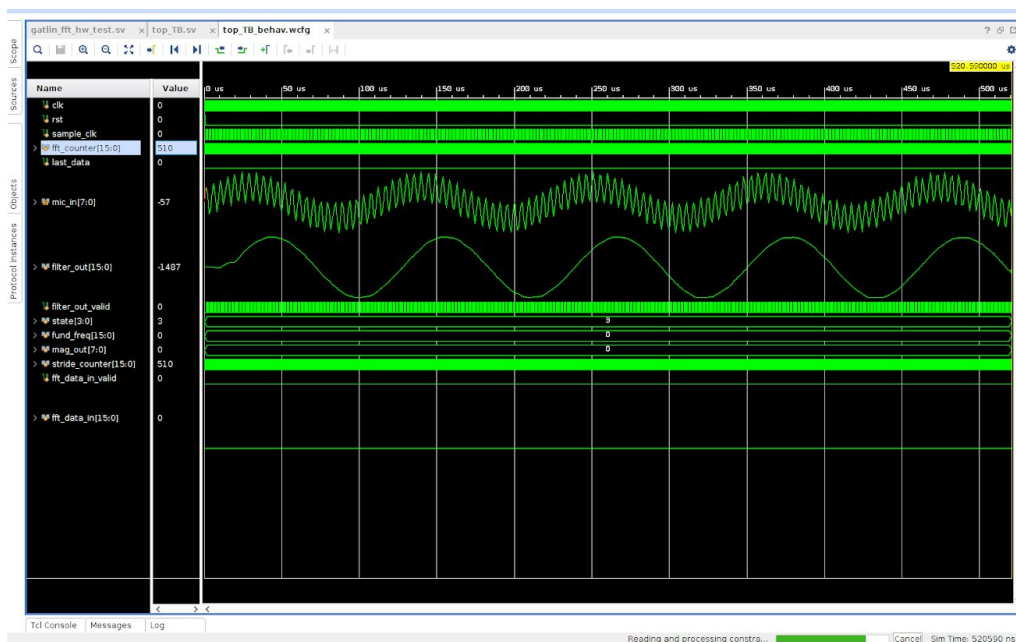 gatlin_fft_hw_test.sv × top_TB.sv × top_TB_behav.wcfg ×
Scope
Sources
Objects
Protocol Instances
520.590000 us
Name Value
0 us 50 us 100 us 150 us 200 us 250 us 300 us 350 us 400 us 450 us 500 us
clk 0
rst 0
sample_clk 0
fft_counter[15:0] 510
last_data 0
mic_in[7:0] -57
filter_out[15:0] -1487
filter_out_valid 0
state[3:0] 3 3
fund_freq[15:0] 0 0
mag_out[7:0] 0 0
stride_counter[15:0] 510
fft_data_in_valid 0
fft_data_in[15:0] 0
Tcl Console Messages Log
Reading and processing constra... Cancel Sim Time: 520590 ns